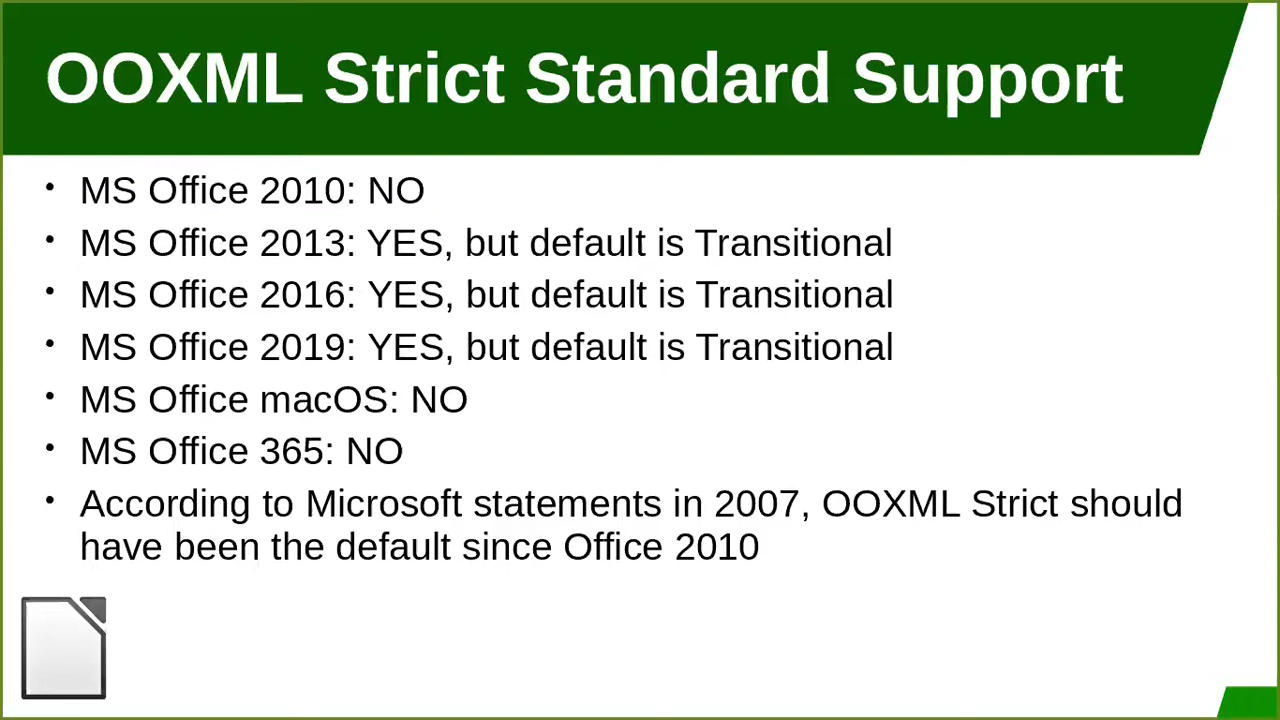 OOXML Strict Standard Support
• MS Office 2010: NO
• MS Office 2013: YES, but default is Transitional
• MS Office 2016: YES, but default is Transitional
• MS Office 2019: YES, but default is Transitional
• MS Office macOS: NO
• MS Office 365: NO
• According to Microsoft statements in 2007, OOXML Strict should
have been the default since Office 2010